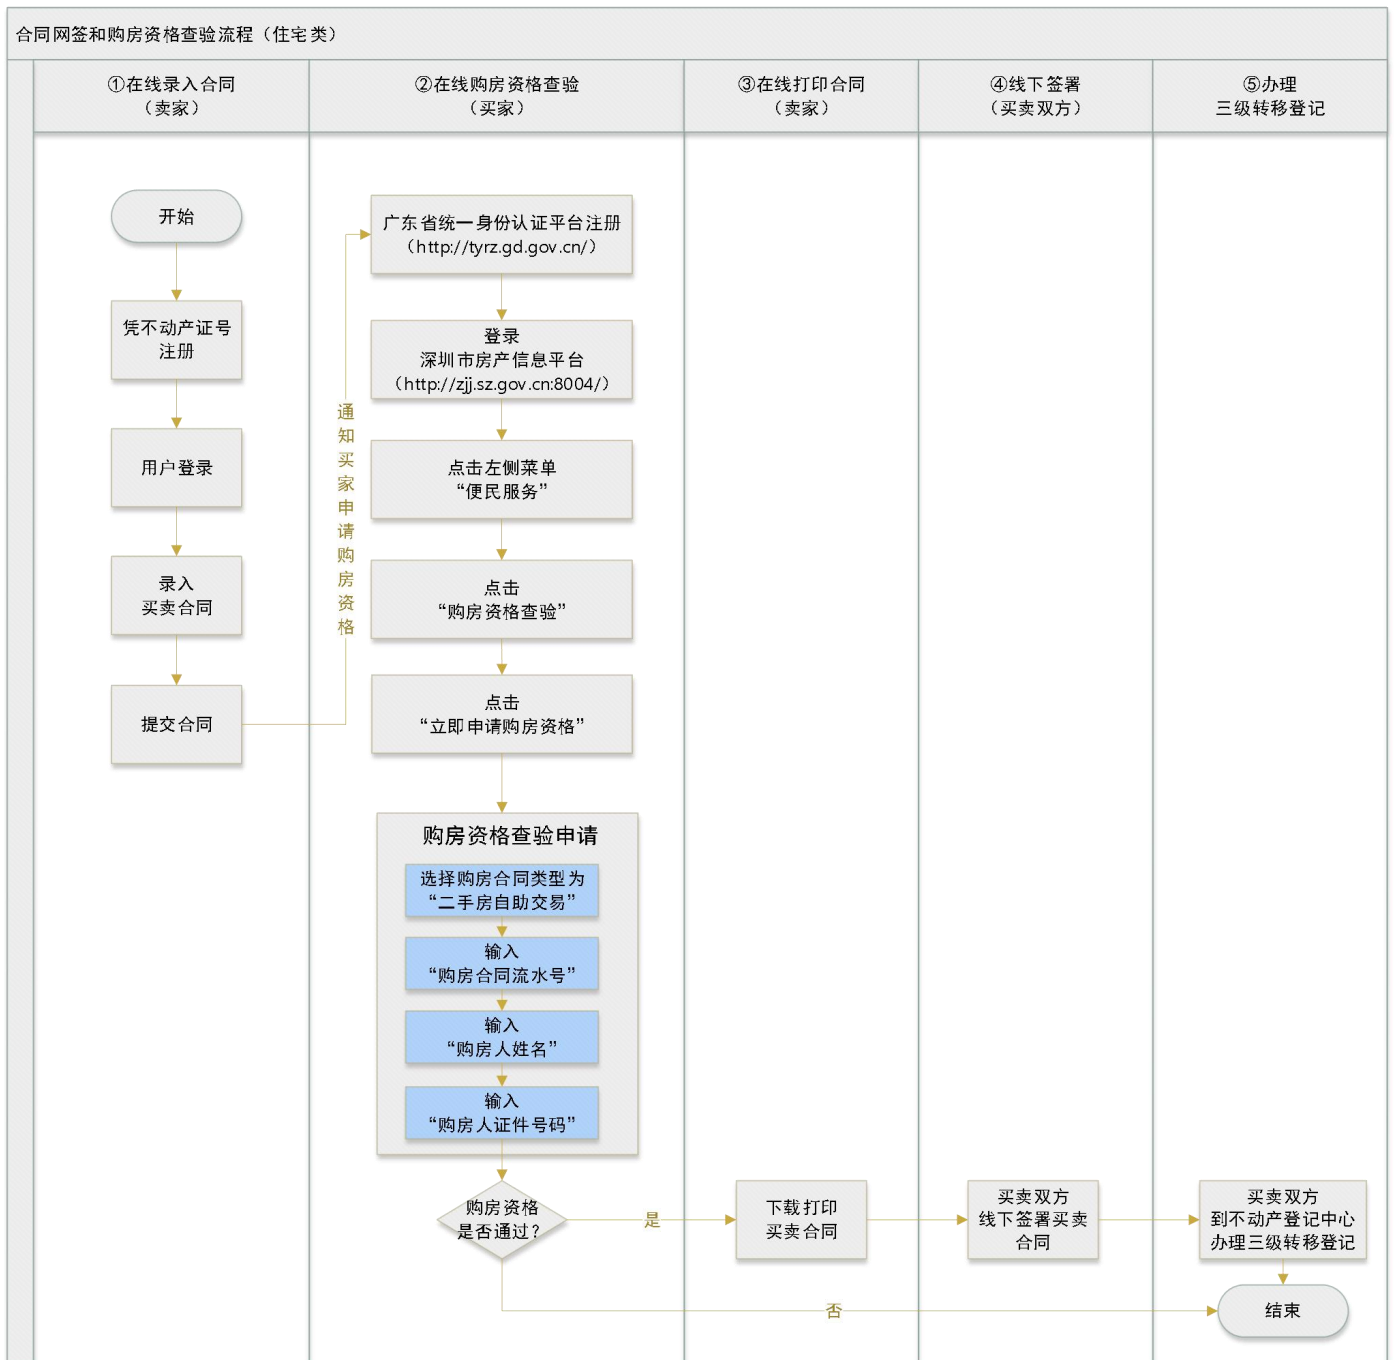 合同网签和购房资格查验流程（住宅类）
①在线录入合同
（卖家）
②在线购房资格查验
（买家）
③在线打印合同
（卖家）
④线下签署
（买卖双方）
⑤办理
三级转移登记
开始
凭不动产证号
注册
用户登录
录入
买卖合同
提交合同
通知买家申请购房资格
广东省统一身份认证平台注册
（http://tyrz.gd.gov.cn/）
登录
深圳市房产信息平台
（http://zjj.sz.gov.cn:8004/）
点击左侧菜单
“便民服务”
点击
“购房资格查验”
点击
“立即申请购房资格”
购房资格查验申请
选择购房合同类型为
“二手房自助交易”
输入
“购房合同流水号”
输入
“购房人姓名”
输入
“购房人证件号码”
购房资格
是否通过?
是
下载打印
买卖合同
买卖双方
线下签署买卖
合同
买卖双方
到不动产登记中心
办理三级转移登记
否
结束